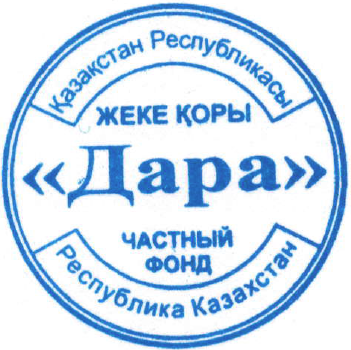 Қазақстан Республикасы
ЖЕКЕ ҚОРЫ
«Дара»
ЧАСТНЫЙ
ФОНД
Республика Казахстан